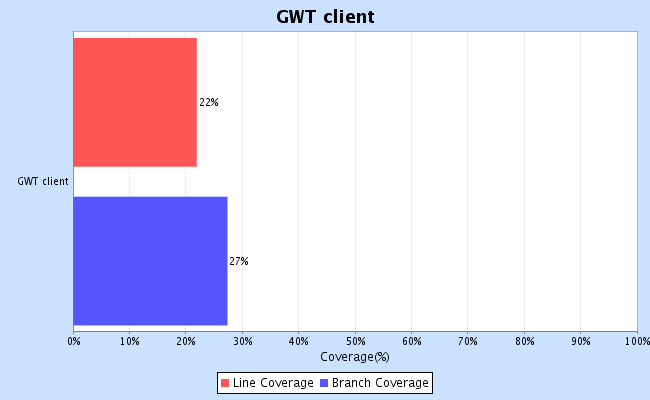 GWT client
22%
GWT client
27%
0% 10% 20% 30% 40% 50% 60% 70% 80% 90% 100%
Coverage(%)
Line Coverage Branch Coverage